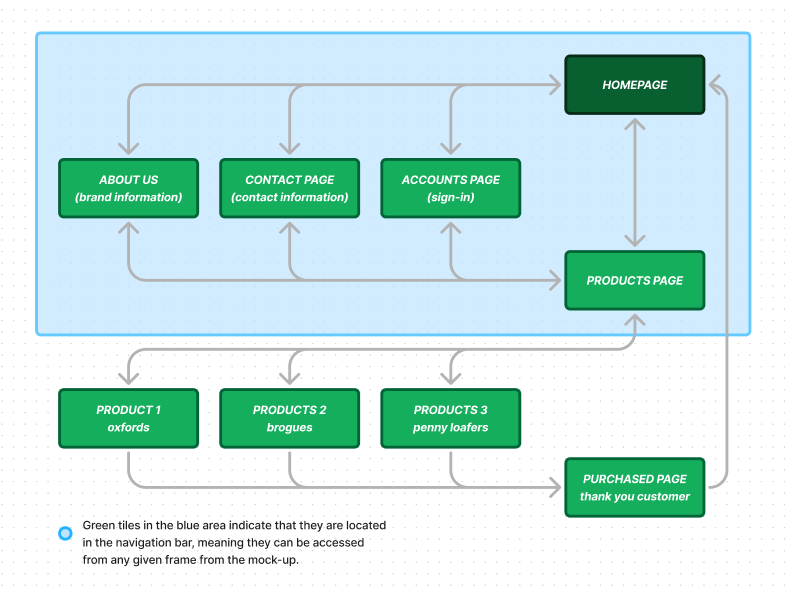 HOMEPAGE
ABOUT US
(brand information)
CONTACT PAGE
(contact information)
ACCOUNTS PAGE
(sign-in)
PRODUCTS PAGE
PRODUCT 1
oxfords
PRODUCTS 2
brogues
PRODUCTS 3
penny loafers
PURCHASED PAGE
thank you customer
Green tiles in the blue area indicate that they are located
in the navigation bar, meaning they can be accessed
from any given frame from the mock-up.